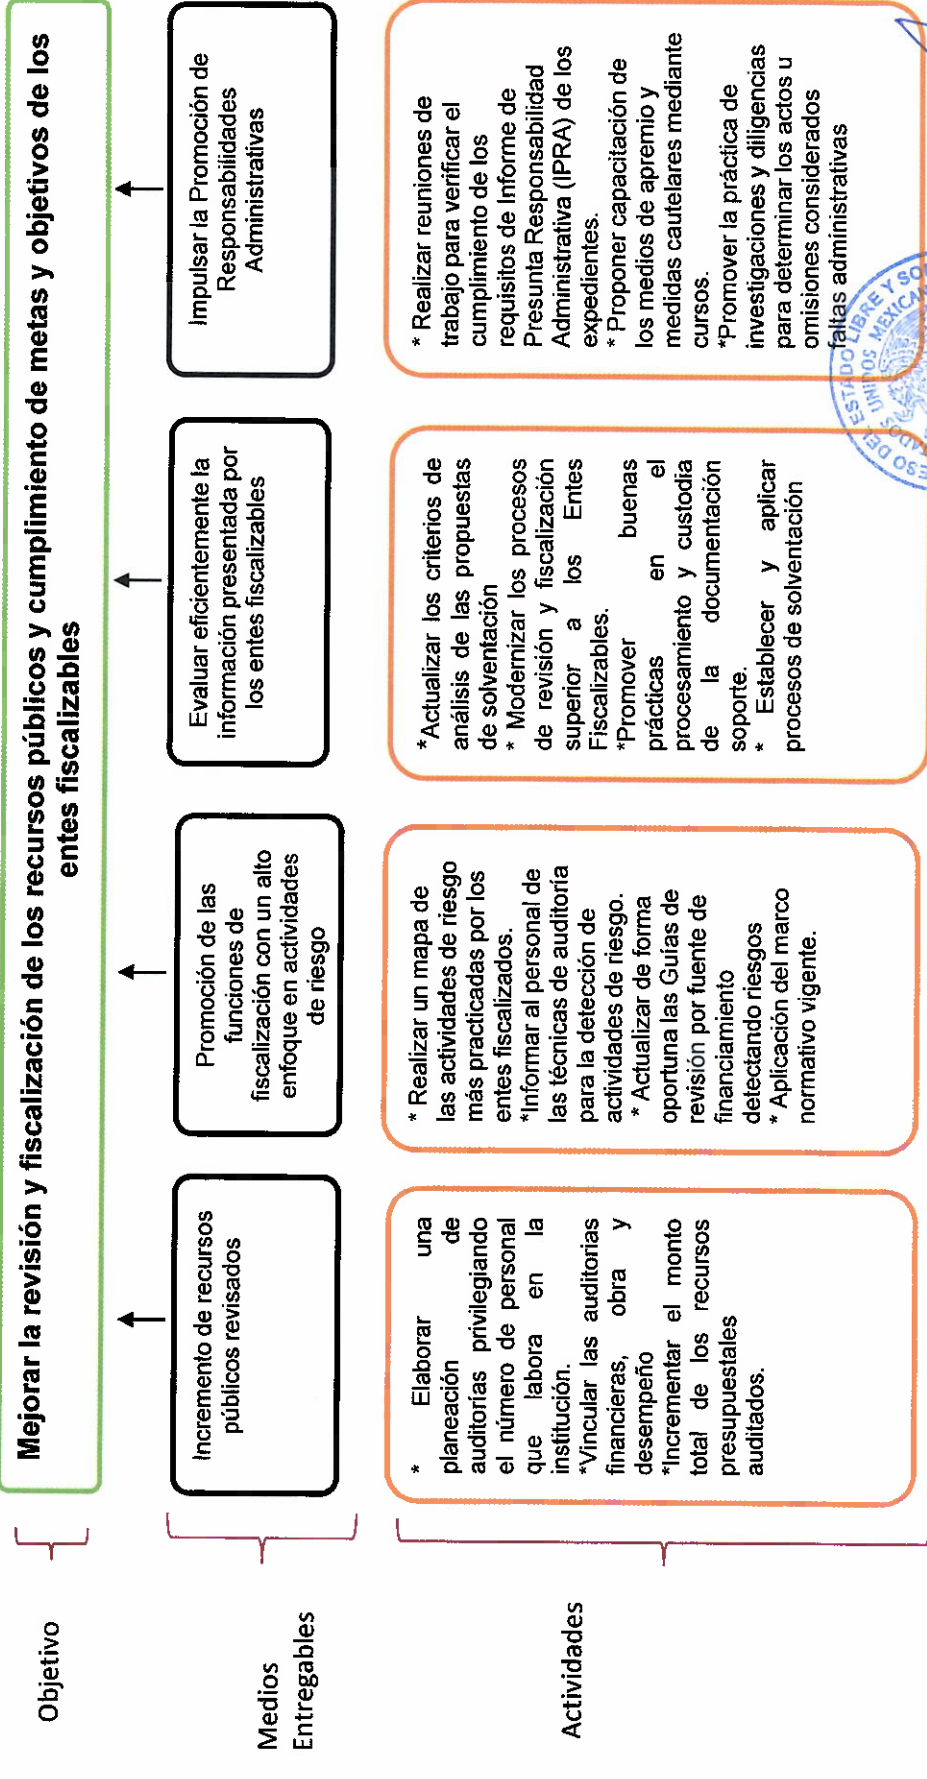 Objetivo
Mejorar la revisión y fiscalización de los recursos públicos y cumplimiento de metas y objetivos de los
entes fiscalizables
Medios
Entregables
Incremento de recursos
públicos revisados
Promoción de las
funciones de
fiscalización con un alto
enfoque en actividades
de riesgo
Evaluar eficientemente la
información presentada por
los entes fiscalizables
Impulsar la Promoción de
Responsabilidades
Administrativas
Actividades
* Elaborar una
planeación de
auditorías privilegiando
el número de personal
que labora en la
institución.
*Vincular las auditorias
financieras, obra y
desempeño
*Incrementar el monto
total de los recursos
presupuestales
auditados.
* Realizar un mapa de
las actividades de riesgo
más practicadas por los
entes fiscalizados.
*Informar al personal de
las técnicas de auditoría
para la detección de
actividades de riesgo.
* Actualizar de forma
oportuna las Guías de
revisión por fuente de
financiamiento
detectando riesgos
* Aplicación del marco
normativo vigente.
*Actualizar los criterios de
análisis de las propuestas
de solventación
* Modernizar los procesos
de revisión y fiscalización
superior a los Entes
Fiscalizables.
*Promover buenas
prácticas en el
procesamiento y custodia
de la documentación
soporte.
* Establecer y aplicar
procesos de solventación
* Realizar reuniones de
trabajo para verificar el
cumplimiento de los
requisitos de Informe de
Presunta Responsabilidad
Administrativa (IPRA) de los
expedientes.
* Proponer capacitación de
los medios de apremio y
medidas cautelares mediante
cursos.
*Promover la práctica de
investigaciones y diligencias
para determinar los actos u
omisiones considerados
faltas administrativas
DEL ESTADO LIBRE Y
UNIDOS